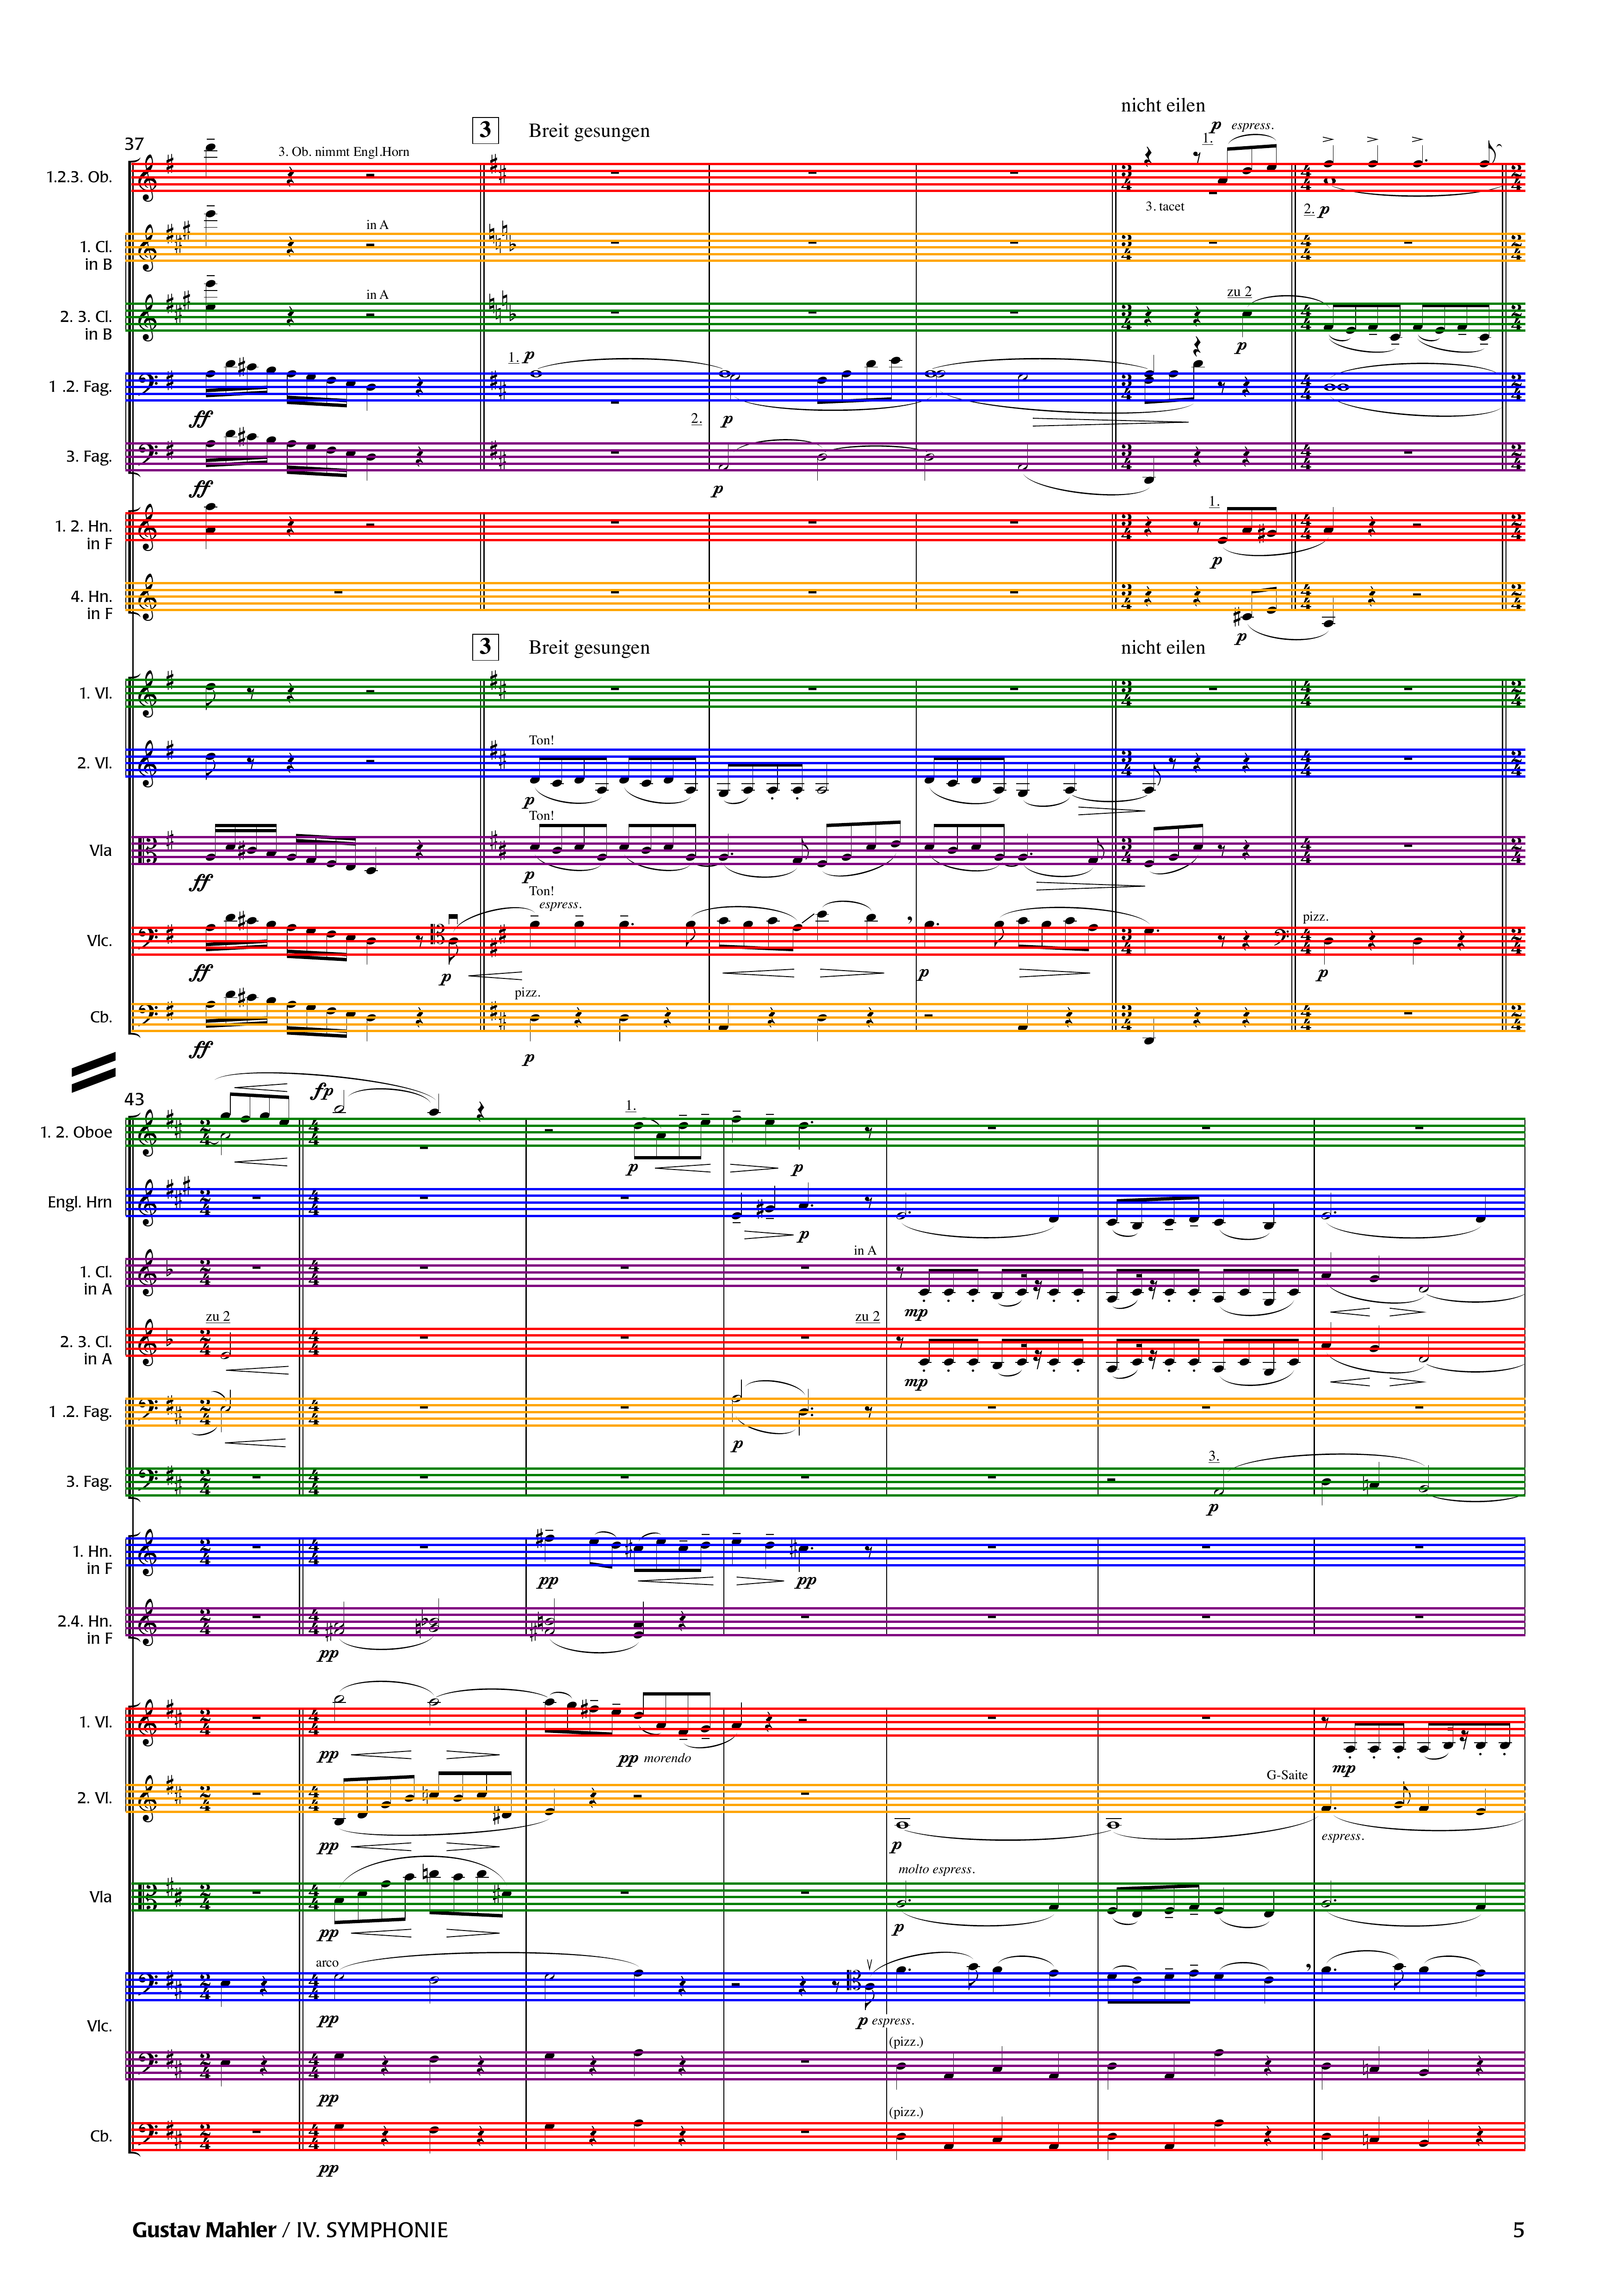 nicht eilen
p espress.
3 Breit gesungen
37
1.
3. Ob. nimmt Engl.Horn
1.2.3. Ob.
3. tacet
2. p
in A
1. Cl.
in B
in A
zu 2
2. 3. Cl.
in B
p
1. p
1 .2. Fag.
ff
2. p
3. Fag.
ff
p
1.
1. 2. Hn.
in F
p
4. Hn.
in F
p
3 Breit gesungen
nicht eilen
1. Vl.
Ton!
2. Vl.
p
Ton!
Vla
ff
p
Ton!
espress.
pizz.
Vlc.
ff
p
p
p
pizz.
Cb.
ff
p
43
fp
1.
1. 2. Oboe
p
p
Engl. Hrn
p
in A
1. Cl.
in A
mp
zu 2
zu 2
2. 3. Cl.
in A
mp
1 .2. Fag.
p
3.
3. Fag.
p
1. Hn.
in F
pp
pp
2.4. Hn.
in F
pp
1. Vl.
pp
pp morendo
mp
G-Saite
2. Vl.
pp
p
espress.
molto espress.
Vla
pp
p
arco
pp
p espress.
Vlc.
(pizz.)
pp
(pizz.)
Cb.
pp
Gustav Mahler / IV. SYMPHONIE
5